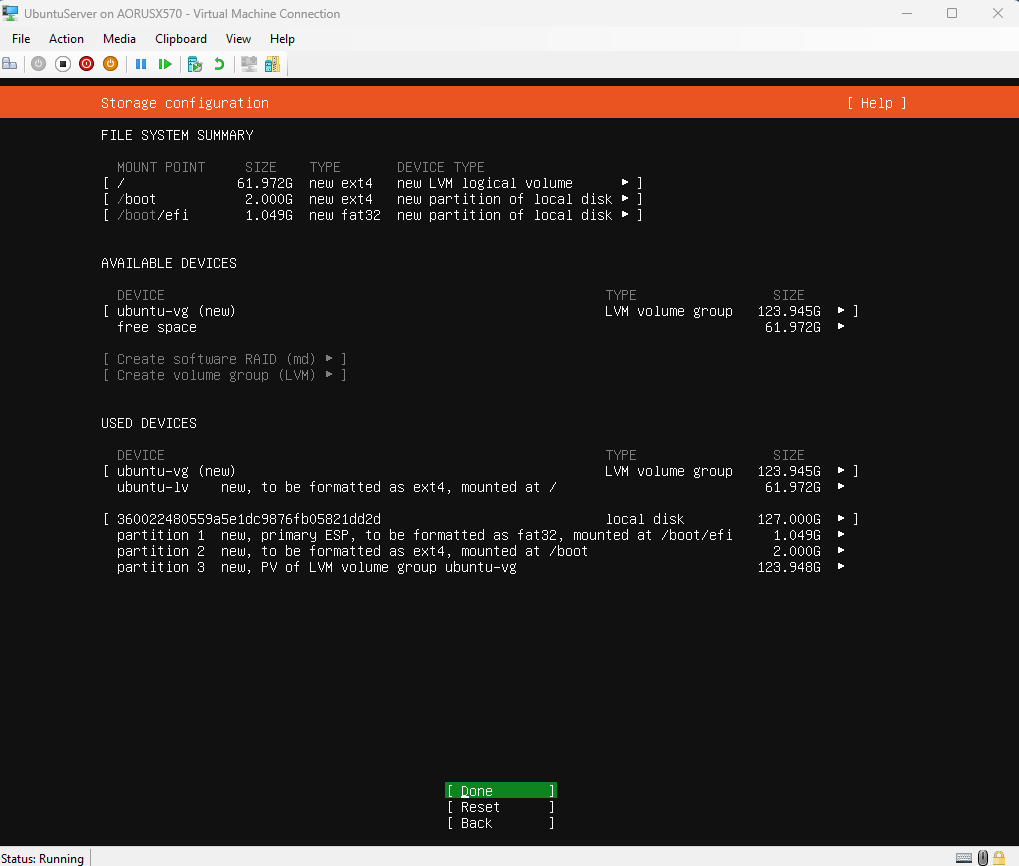 UbuntuServer on AORUSX570 - Virtual Machine Connection
File Action Media Clipboard View Help
Storage configuration [ Help ]
FILE SYSTEM SUMMARY
MOUNT POINT SIZE TYPE DEVICE TYPE
[ / 61.972G new ext4 new LVM logical volume ▸ ]
[ /boot 2.000G new ext4 new partition of local disk ▸ ]
[ /boot/efi 1.049G new fat32 new partition of local disk ▸ ]
AVAILABLE DEVICES
DEVICE TYPE SIZE
[ ubuntu-vg (new) LVM volume group 123.945G ▸ ]
free space 61.972G ▸
[ Create software RAID (md) ▸ ]
[ Create volume group (LVM) ▸ ]
USED DEVICES
DEVICE TYPE SIZE
[ ubuntu-vg (new) LVM volume group 123.945G ▸ ]
ubuntu-lv new, to be formatted as ext4, mounted at / 61.972G ▸
[ 360022480559a5e1dc9876fb05821dd2d local disk 127.000G ▸ ]
partition 1 new, primary ESP, to be formatted as fat32, mounted at /boot/efi 1.049G ▸
partition 2 new, to be formatted as ext4, mounted at /boot 2.000G ▸
partition 3 new, PV of LVM volume group ubuntu-vg 123.948G ▸
[ Done ]
[ Reset ]
[ Back ]
Status: Running